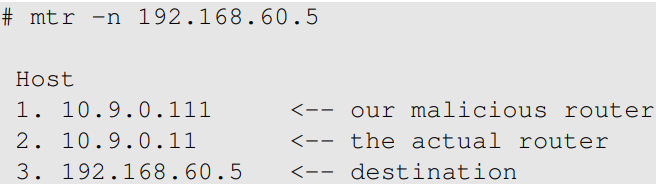 # mtr -n 192.168.60.5
Host
1. 10.9.0.111 <-- our malicious router
2. 10.9.0.11 <-- the actual router
3. 192.168.60.5 <-- destination